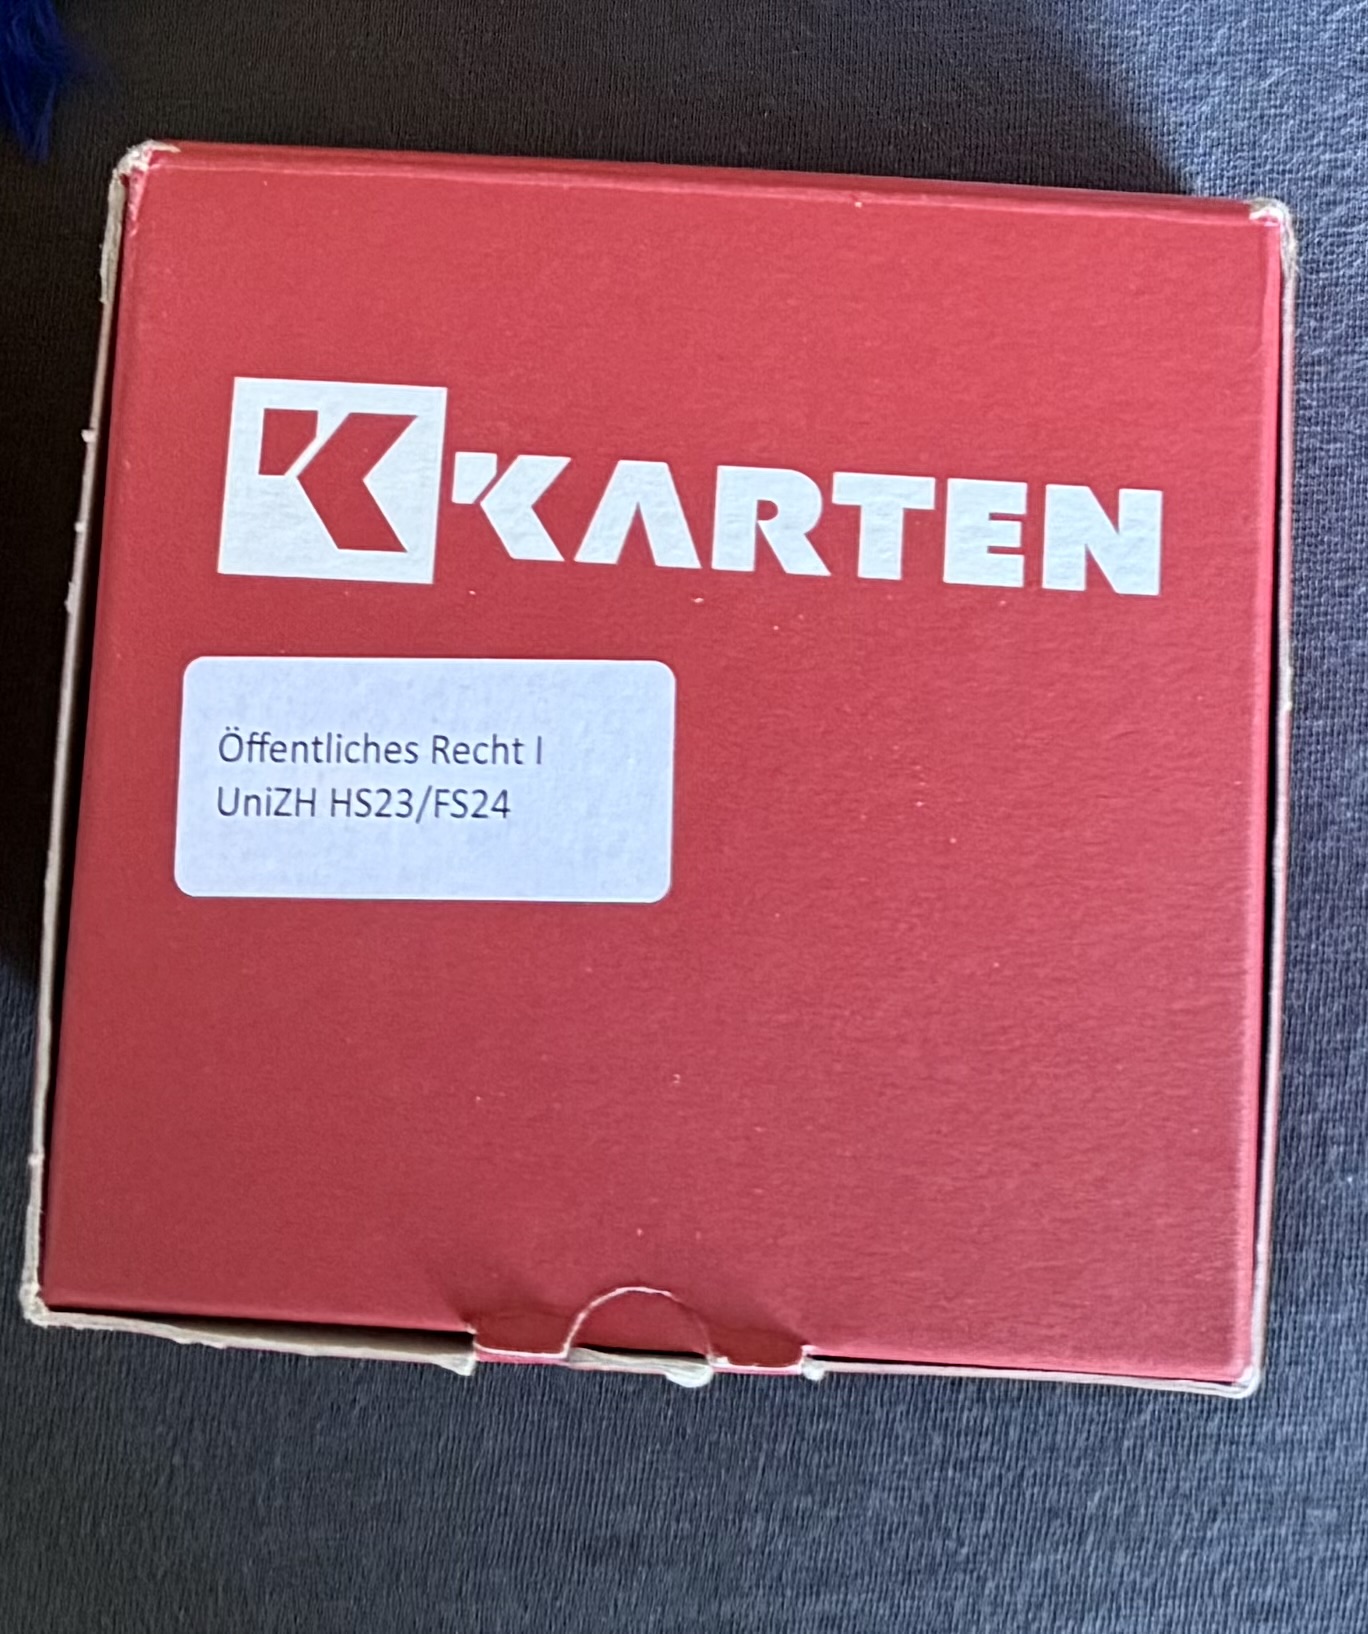 K KARTEN
Öffentliches Recht I
UniZH HS23/FS24